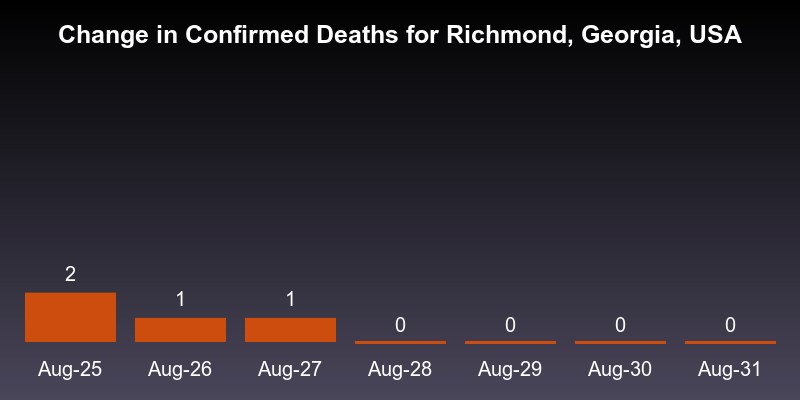 Change in Confirmed Deaths for Richmond, Georgia, USA
2
1
1
0
0
0
0
Aug-25
Aug-26
Aug-27
Aug-28
Aug-29
Aug-30
Aug-31